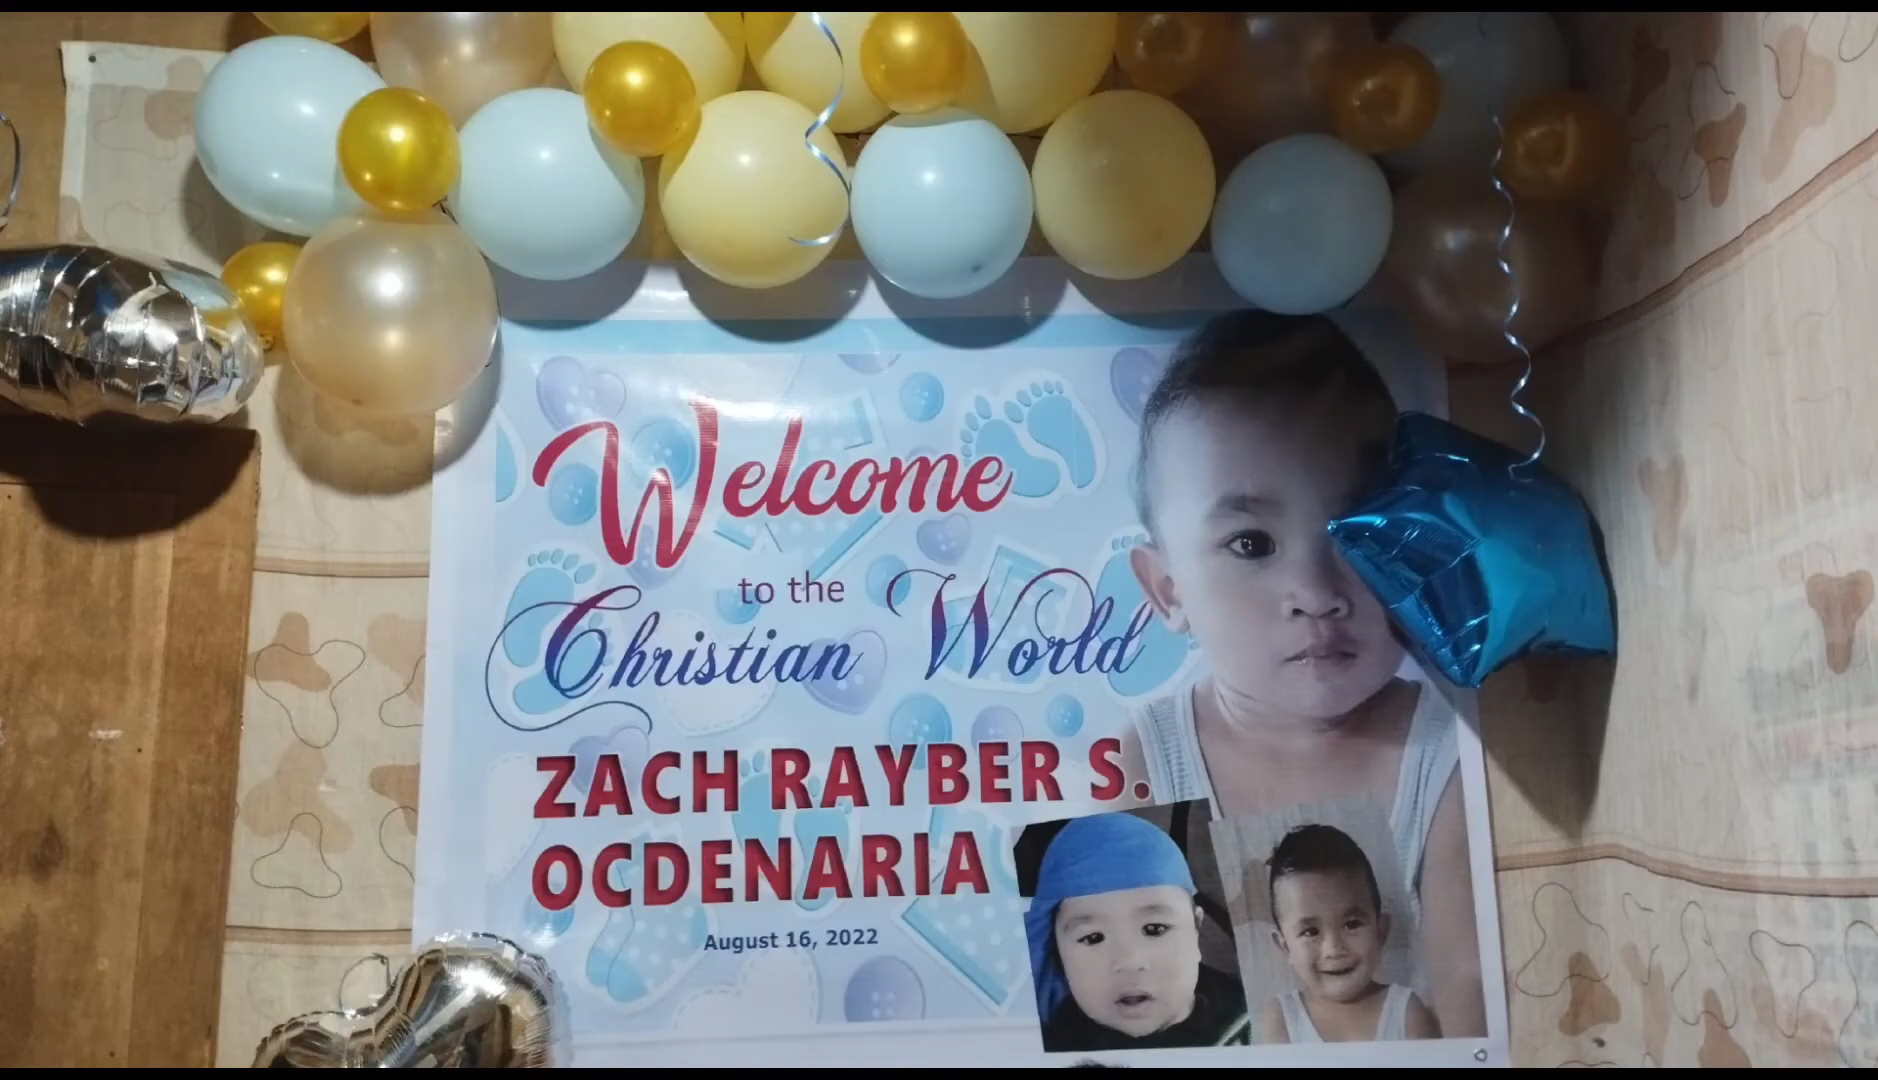 Welcome
to the
Christian World
ZACH RAYBER S.
OCDENARIA
August 16, 2022